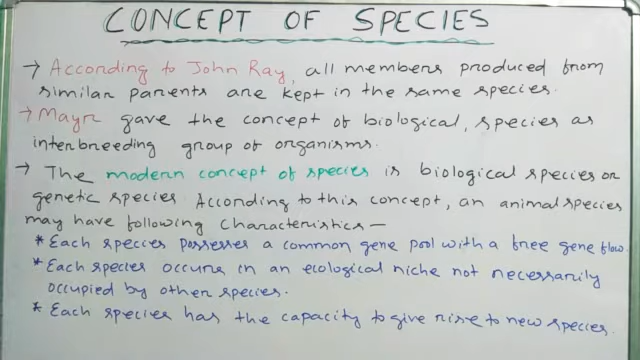 CONCEPT OF SPECIES
→ According to John Ray, all members produced from
similar parents are kept in the same species.
→ Mayr gave the concept of biological species as
interbreeding group of organisms.
→ The modern concept of species is biological species or
genetic species. According to this concept, an animal species
may have following characteristics —
* Each species possesses a common gene pool with a free gene flow.
* Each species occurs in an ecological niche not necessarily
occupied by other species.
* Each species has the capacity to give rise to new species.